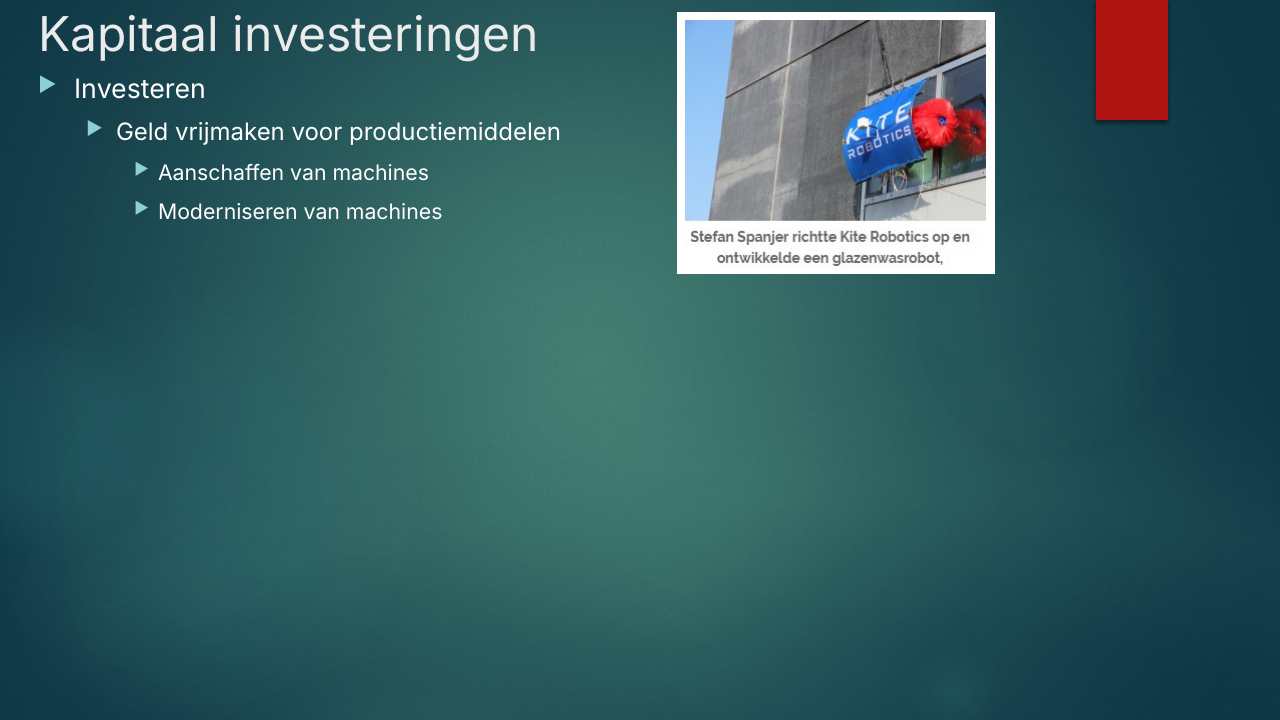 Kapitaal investeringen
Investeren
Geld vrijmaken voor productiemiddelen
Aanschaffen van machines
Moderniseren van machines
KITE
ROBOTICS
Stefan Spanjer richtte Kite Robotics op en
ontwikkelde een glazenwasrobot,